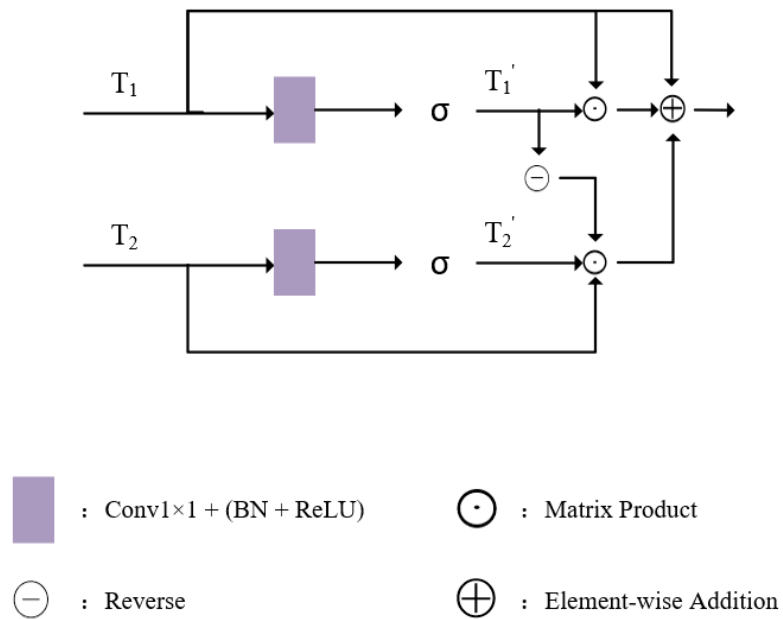 T₁
σ
T₁'
T₂
σ
T₂'
: Conv1×1 + (BN + ReLU)
: Matrix Product
: Reverse
: Element-wise Addition